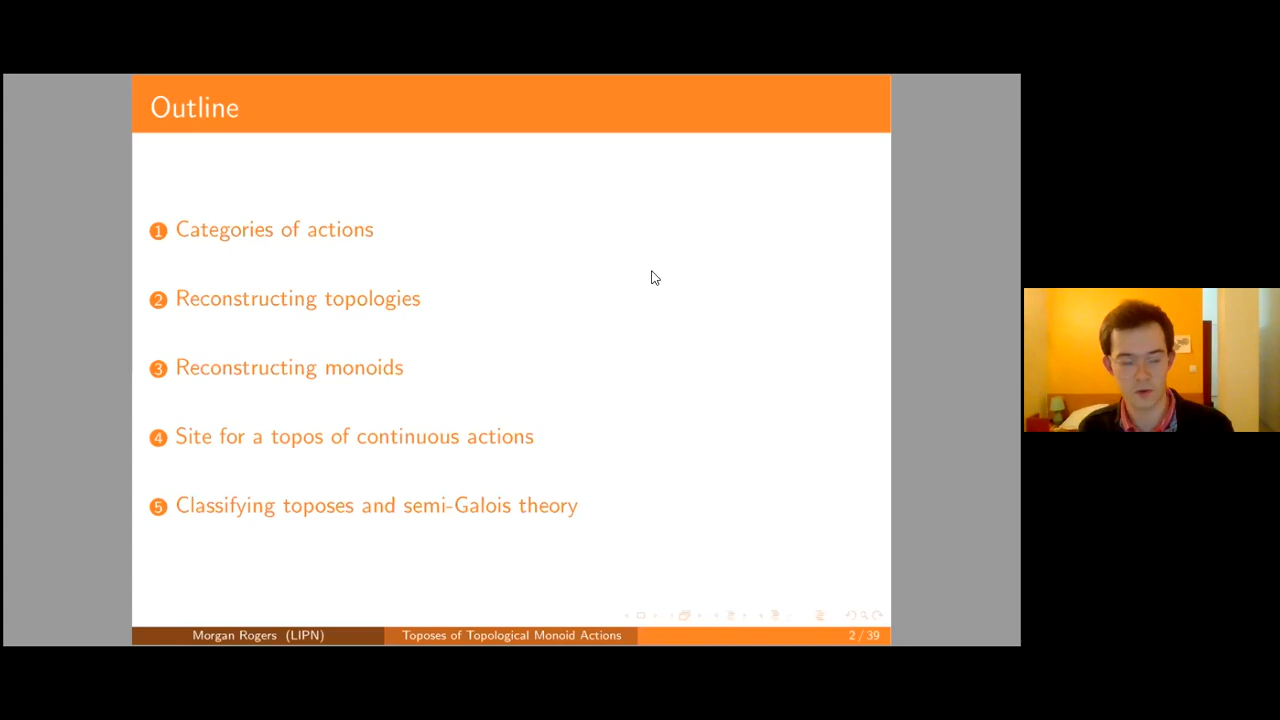 Outline
1 Categories of actions
2 Reconstructing topologies
3 Reconstructing monoids
4 Site for a topos of continuous actions
5 Classifying toposes and semi-Galois theory
Morgan Rogers (LIPN) Toposes of Topological Monoid Actions 2 / 39